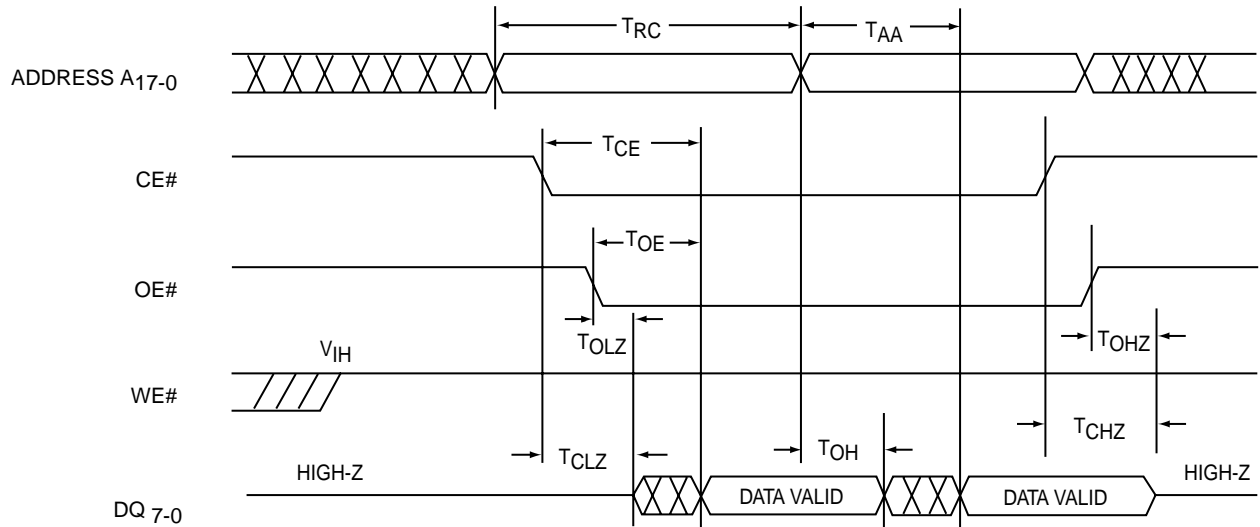 TRC TAA
ADDRESS A17-0
TCE
CE#
TOE
OE#
TOLZ TOHZ
VIH
WE#
TCLZ TOH TCHZ
HIGH-Z HIGH-Z
DATA VALID DATA VALID
DQ 7-0